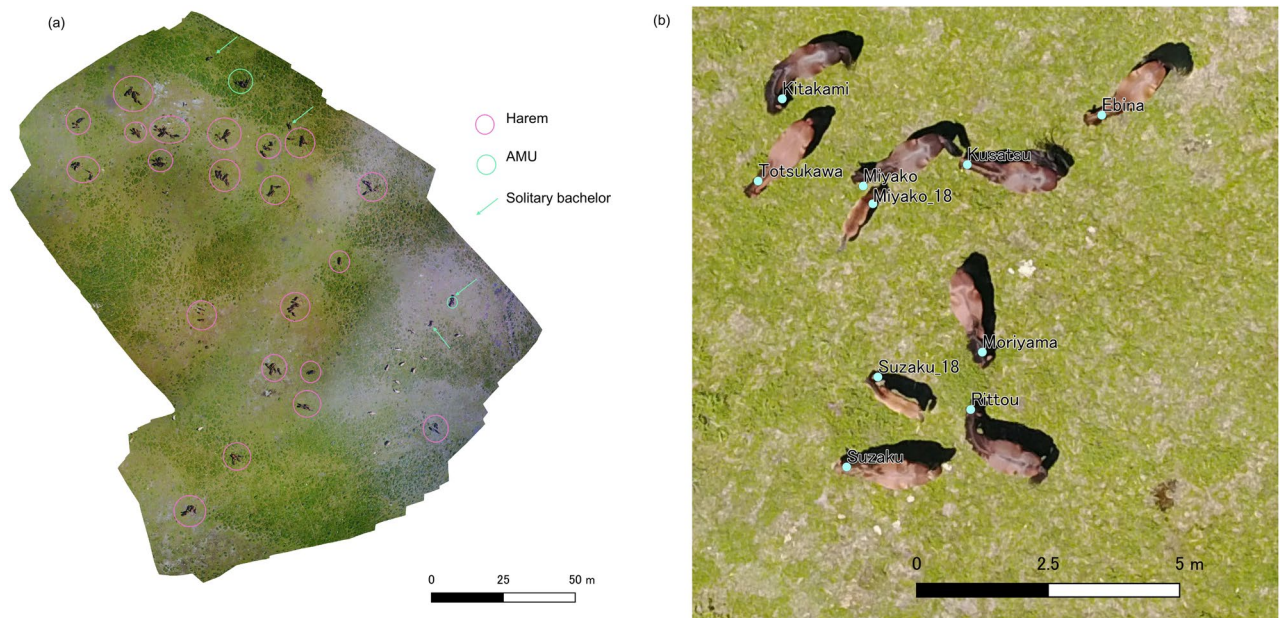 (a)
Harem
AMU
Solitary bachelor
0 25 50 m
(b)
Kitakami
Ebina
Totsukawa
Miyako
Kusatsu
Miyako_18
Moriyama
Suzaku_18
Rittou
Suzaku
0 2.5 5 m